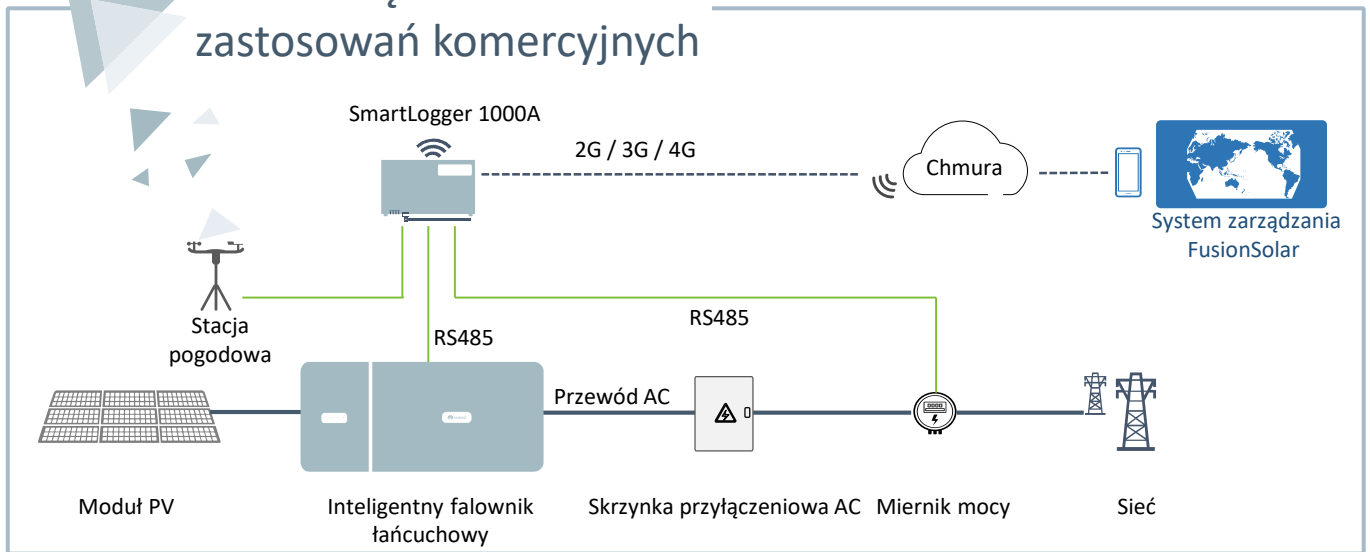 zastosowań komercyjnych
SmartLogger 1000A
2G / 3G / 4G
Chmura
System zarządzania
FusionSolar
Stacja
pogodowa
RS485
RS485
Przewód AC
Moduł PV
Inteligentny falownik
łańcuchowy
Skrzynka przyłączeniowa AC
Miernik mocy
Sieć